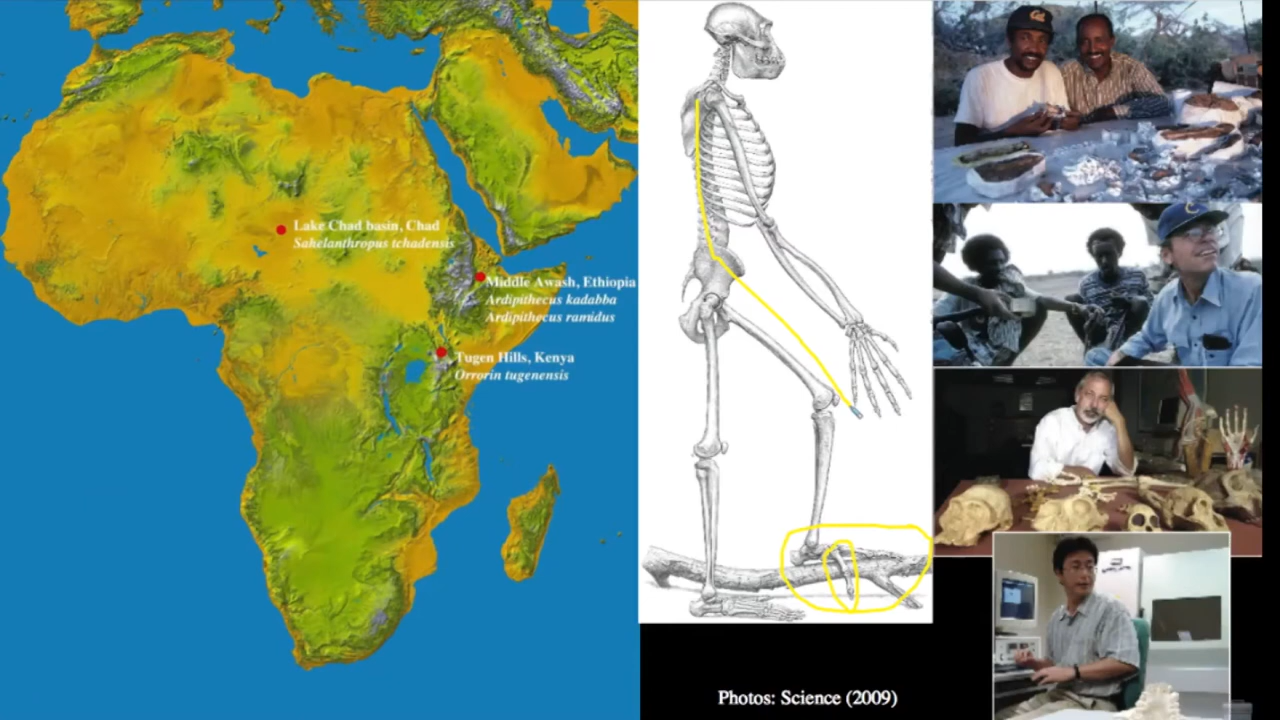 Lake Chad basin, Chad
Sahelanthropus tchadensis
Middle Awash, Ethiopia
Ardipithecus kadabba
Ardipithecus ramidus
Tugen Hills, Kenya
Orrorin tugenensis
Cal
C
Photos: Science (2009)